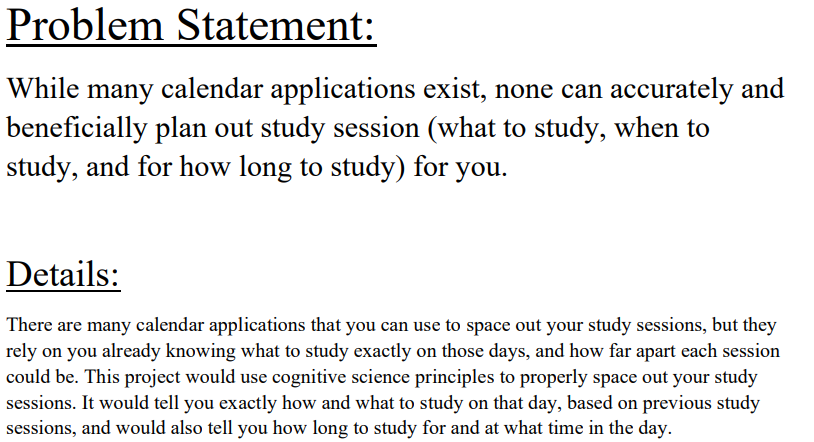 Problem Statement:
While many calendar applications exist, none can accurately and
beneficially plan out study session (what to study, when to
study, and for how long to study) for you.
Details:
There are many calendar applications that you can use to space out your study sessions, but they
rely on you already knowing what to study exactly on those days, and how far apart each session
could be. This project would use cognitive science principles to properly space out your study
sessions. It would tell you exactly how and what to study on that day, based on previous study
sessions, and would also tell you how long to study for and at what time in the day.